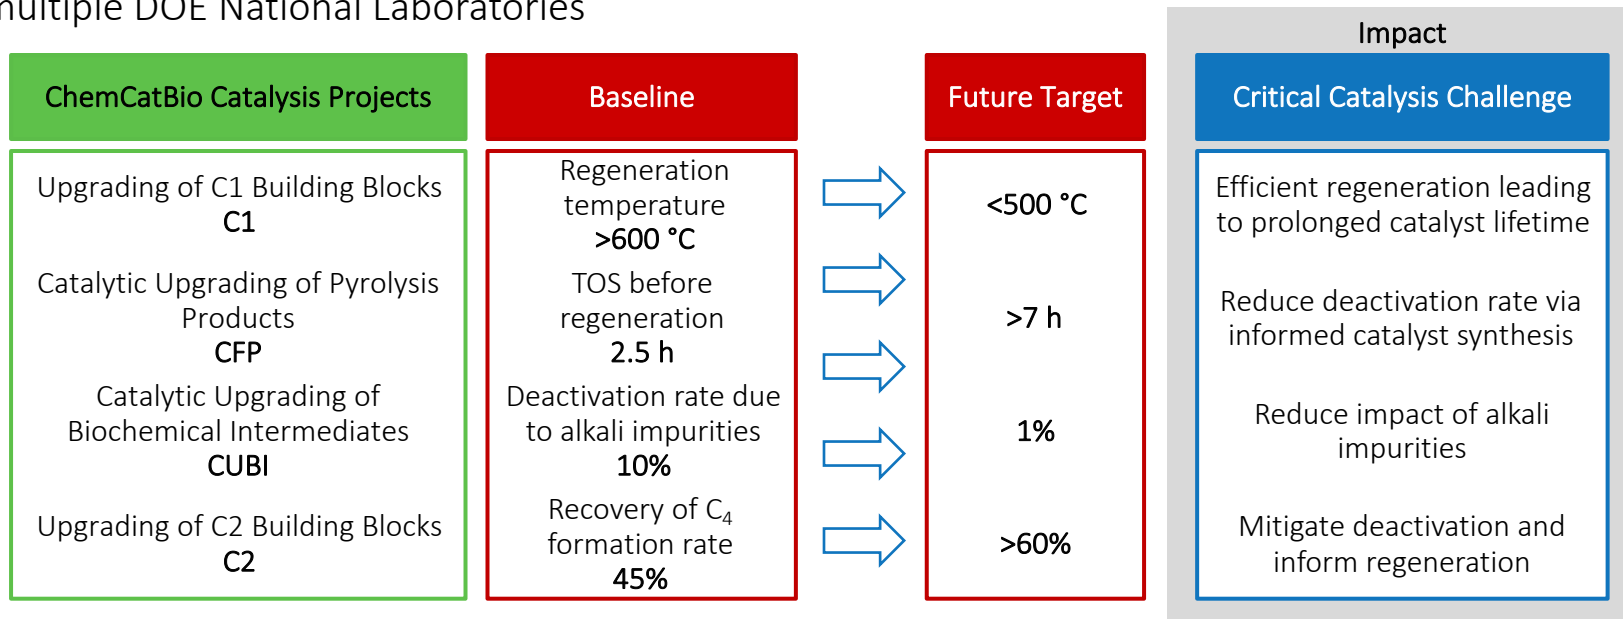 multiple DOE National Laboratories
Impact
ChemCatBio Catalysis Projects
Baseline
Future Target
Critical Catalysis Challenge
Upgrading of C1 Building Blocks
C1
Regeneration
temperature
>600 °C
<500 °C
Efficient regeneration leading
to prolonged catalyst lifetime
Catalytic Upgrading of Pyrolysis
Products
CFP
TOS before
regeneration
2.5 h
>7 h
Reduce deactivation rate via
informed catalyst synthesis
Catalytic Upgrading of
Biochemical Intermediates
CUBI
Deactivation rate due
to alkali impurities
10%
1%
Reduce impact of alkali
impurities
Upgrading of C2 Building Blocks
C2
Recovery of C₄
formation rate
45%
>60%
Mitigate deactivation and
inform regeneration